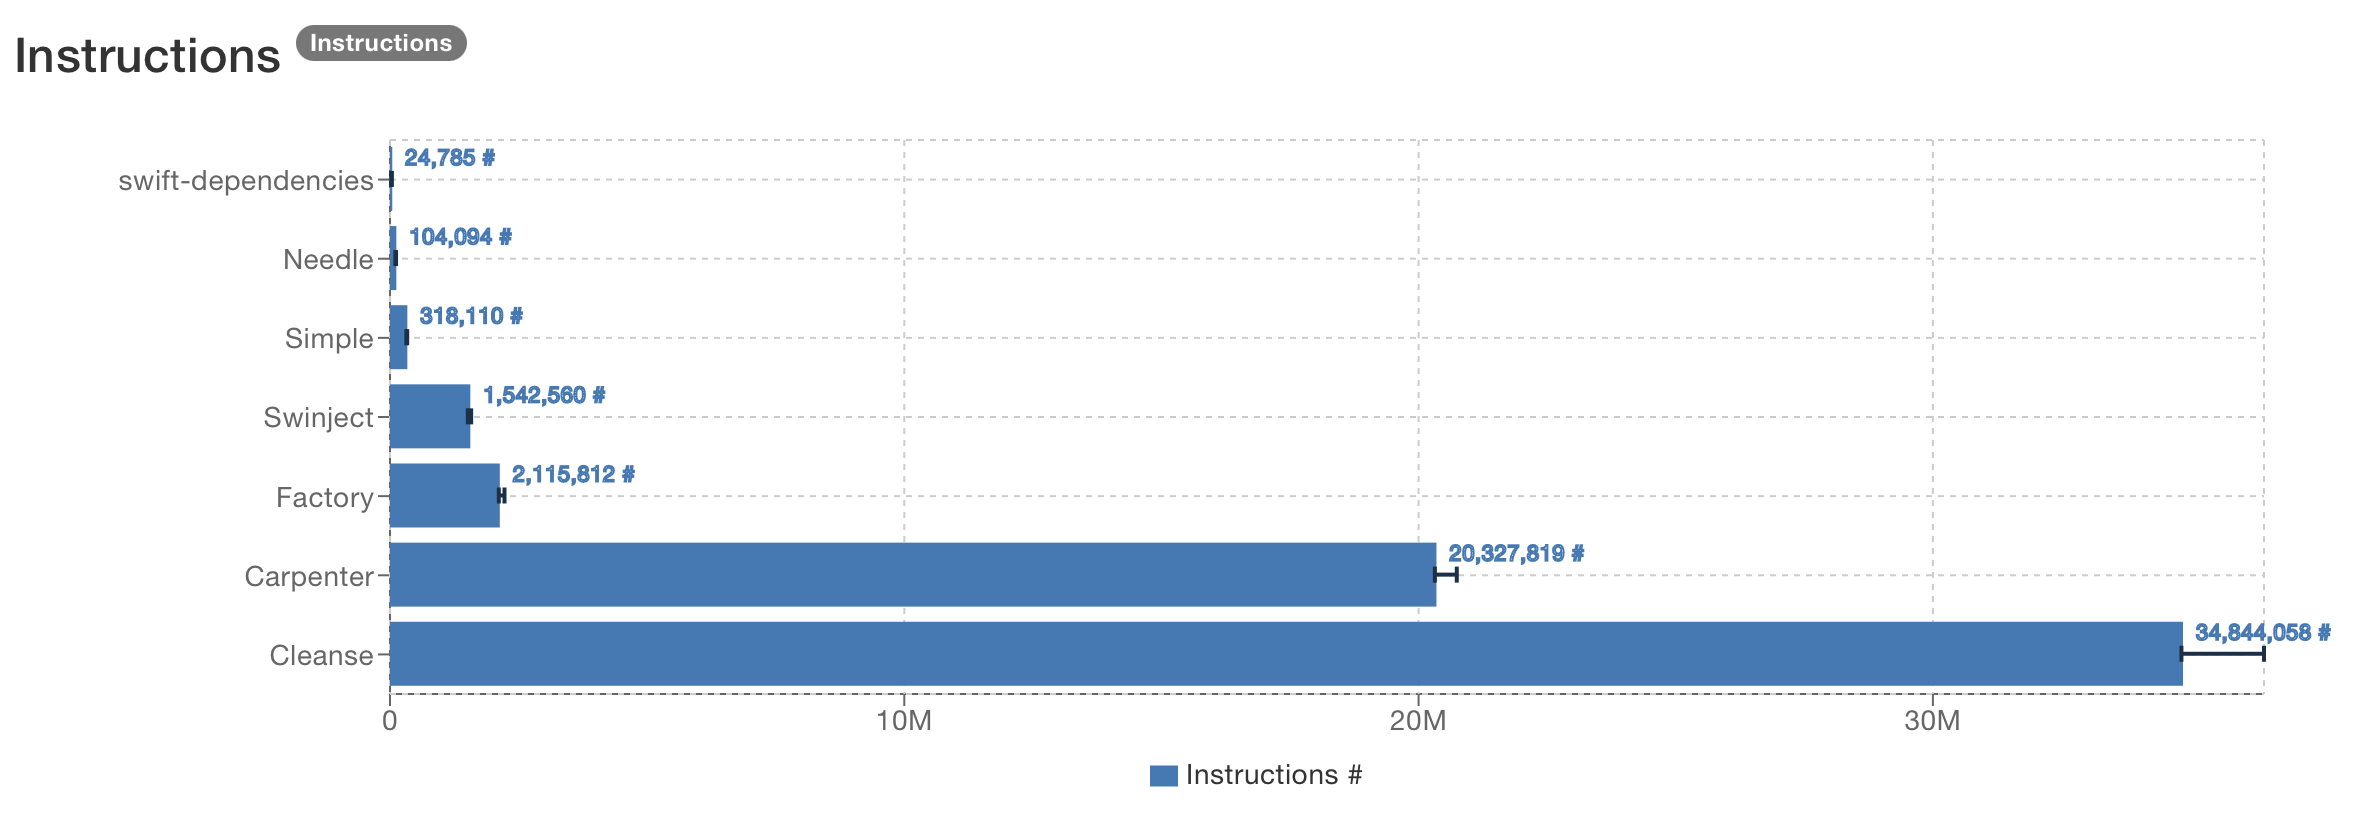 Instructions Instructions
swift-dependencies 24,785 #
Needle 104,094 #
Simple 318,110 #
Swinject 1,542,560 #
Factory 2,115,812 #
Carpenter 20,327,819 #
Cleanse 34,844,058 #
0 10M 20M 30M
Instructions #